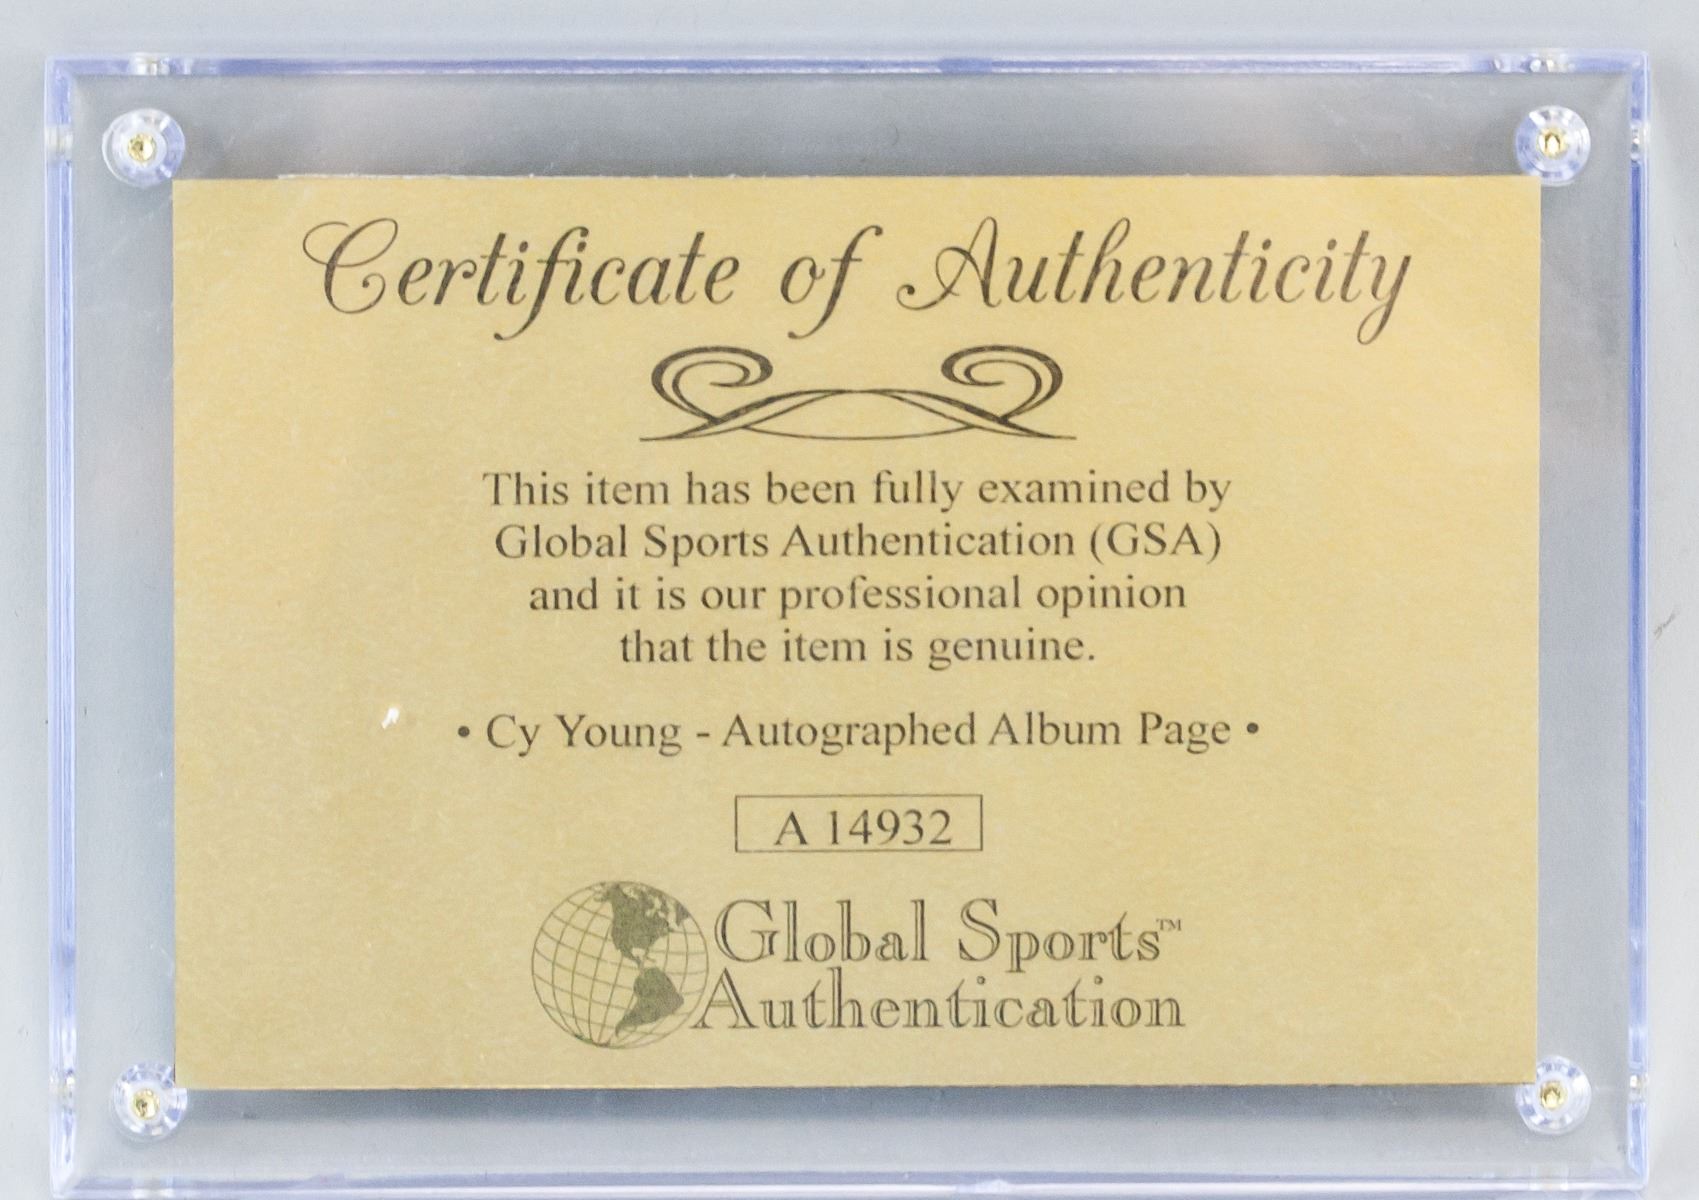 Certificate of Authenticity
This item has been fully examined by
Global Sports Authentication (GSA)
and it is our professional opinion
that the item is genuine.
• Cy Young - Autographed Album Page •
A 14932
Global Sports™
Authentication